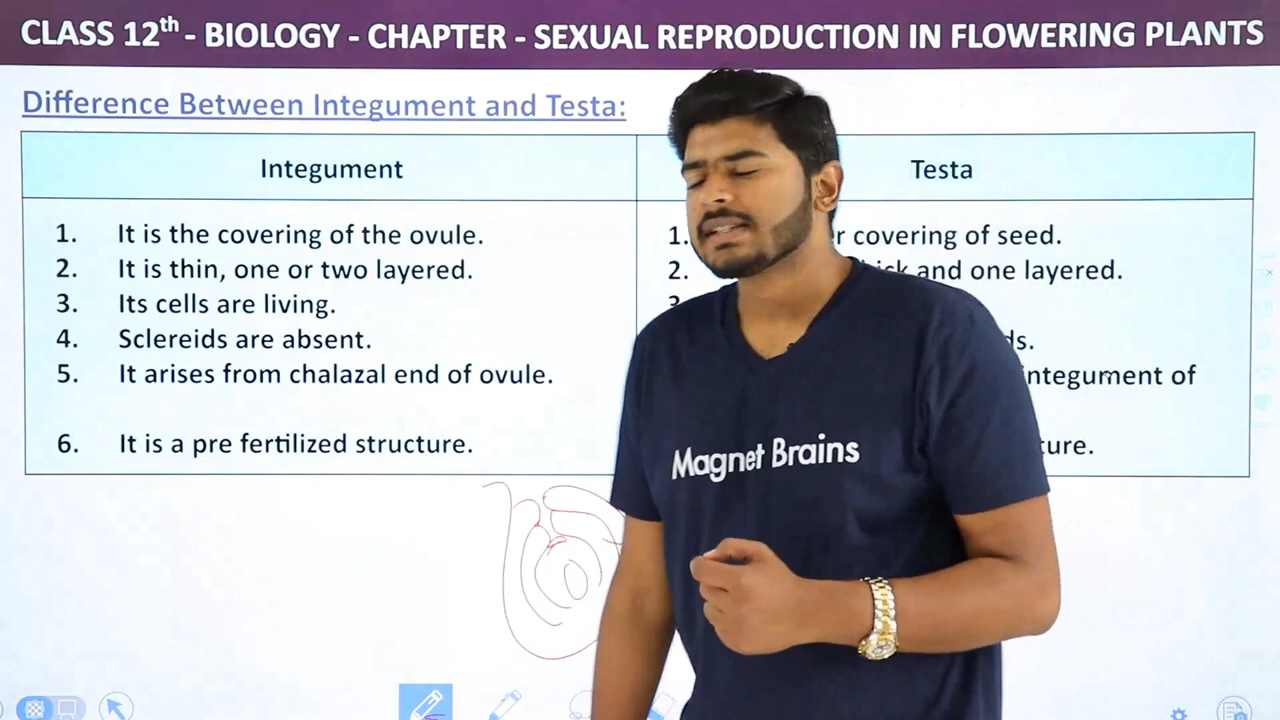 CLASS 12th - BIOLOGY - CHAPTER - SEXUAL REPRODUCTION IN FLOWERING PLANTS
Difference Between Integument and Testa:
Integument
Testa
1. It is the covering of the ovule.
2. It is thin, one or two layered.
3. Its cells are living.
4. Sclereids are absent.
5. It arises from chalazal end of ovule.
6. It is a pre fertilized structure.
1. covering of seed.
2. and one layered.
integument of
Magnet Brains